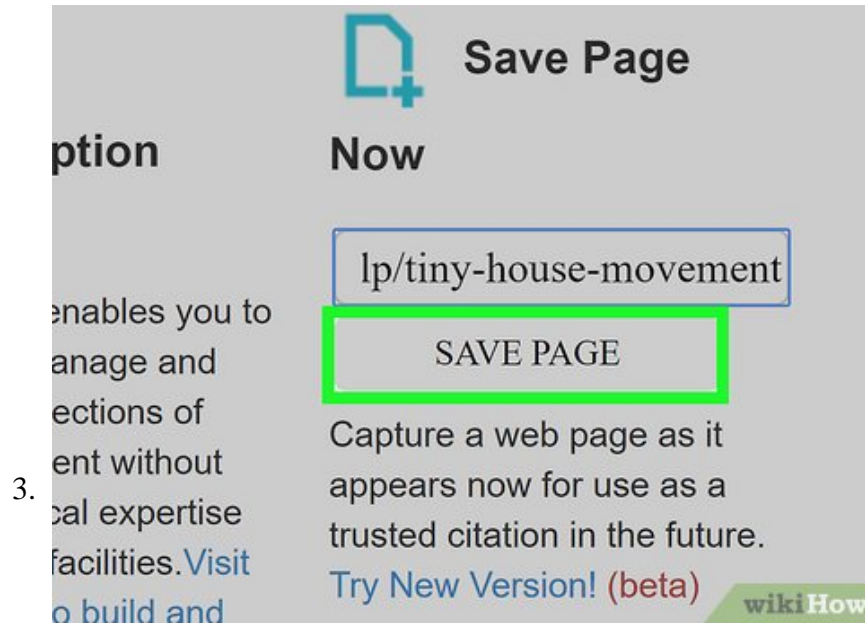 Save Page
ption
Now
lp/tiny-house-movement
enables you to
SAVE PAGE
anage and
ections of
Capture a web page as it
ent without
appears now for use as a
3.
cal expertise
trusted citation in the future.
facilities. Visit
Try New Version! (beta)
o build and
wikiHow